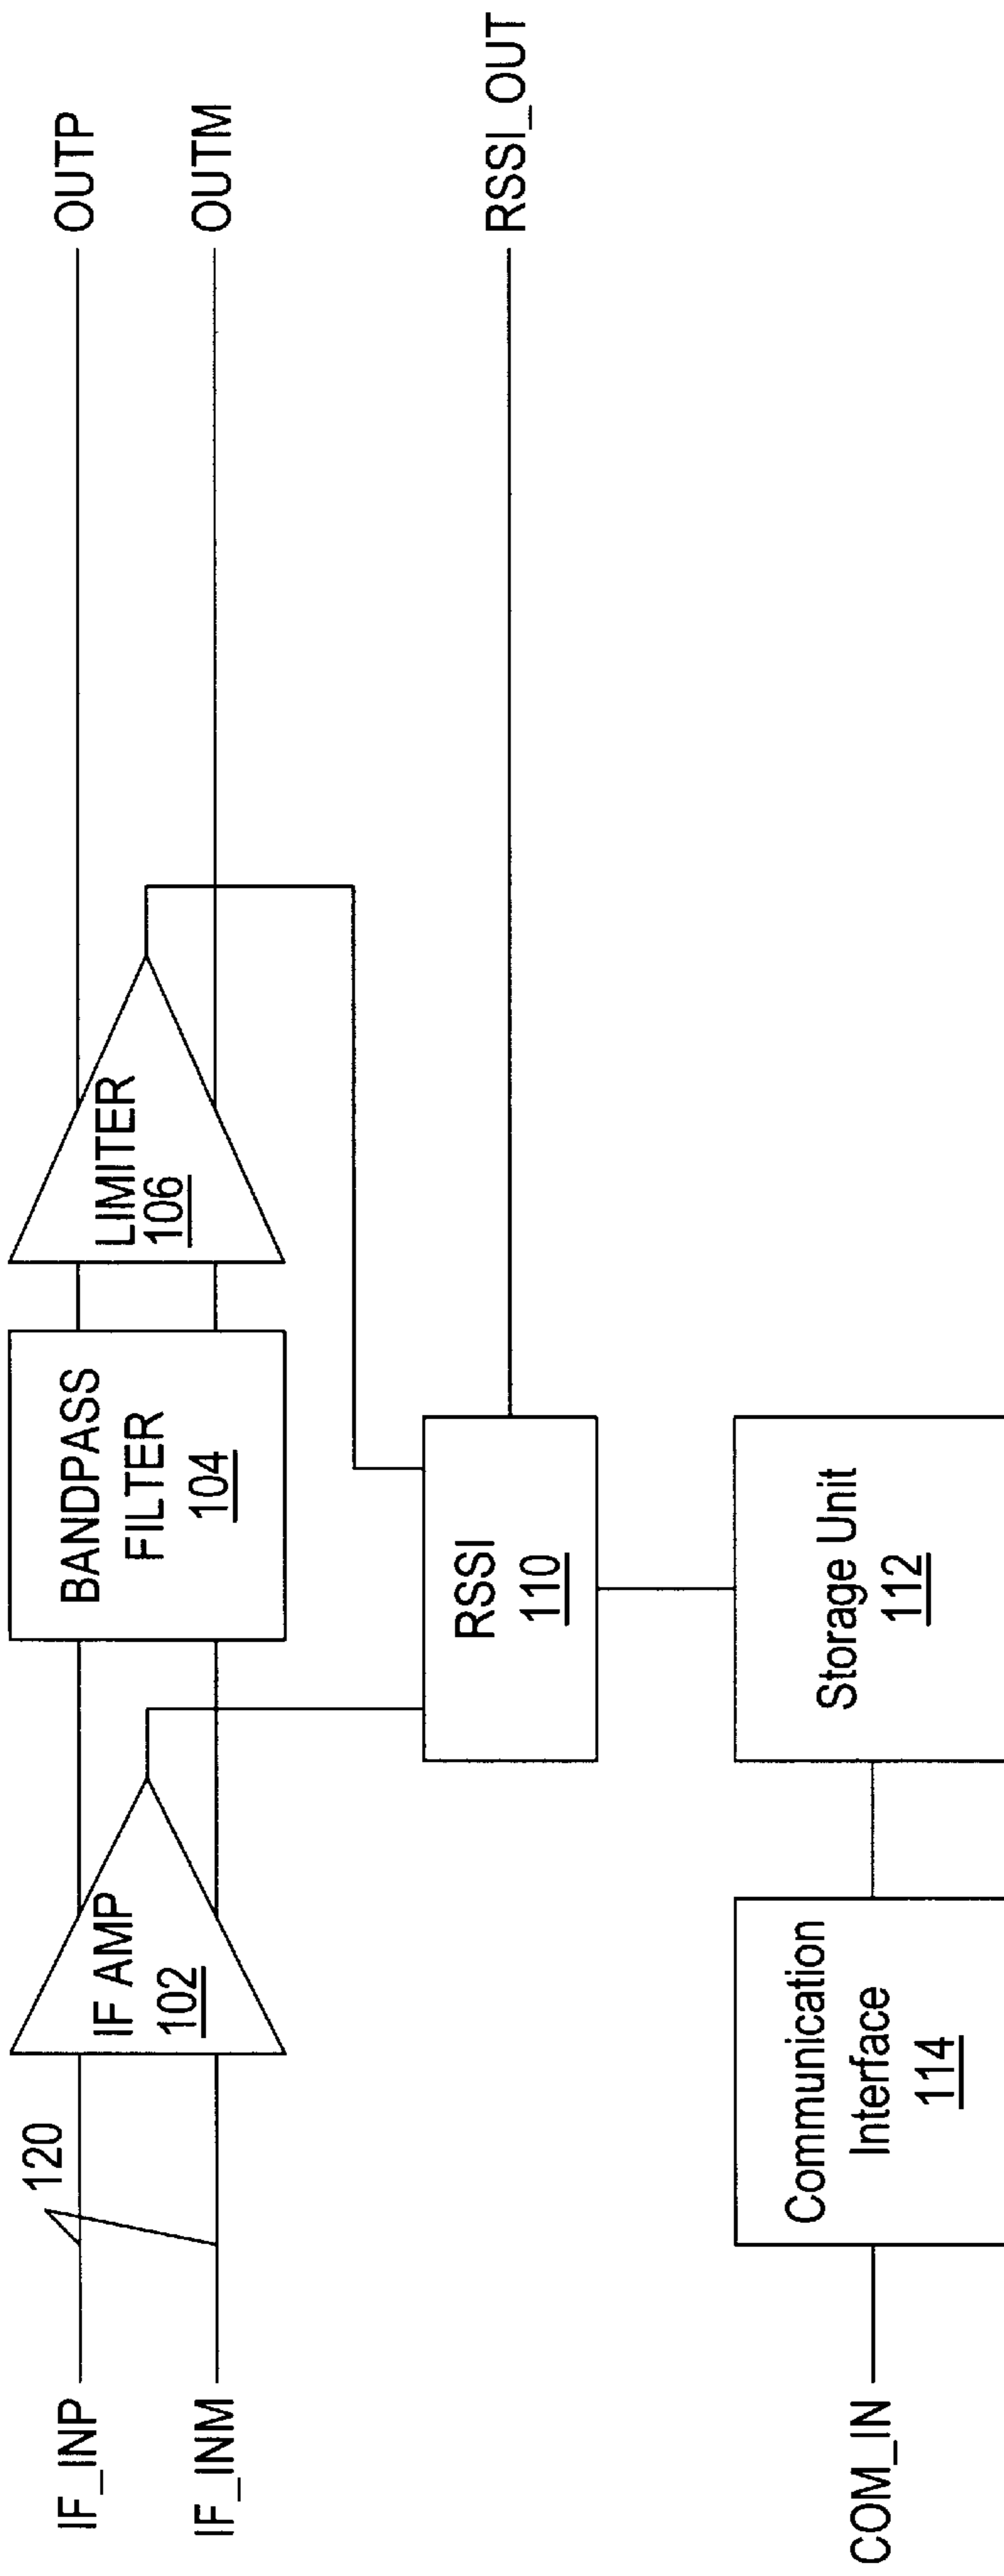 IF_INP
IF_INM
120
IF AMP
102
BANDPASS
FILTER
104
LIMITER
106
OUTP
OUTM
RSSI
110
RSSI_OUT
COM_IN
Communication
Interface
114
Storage Unit
112